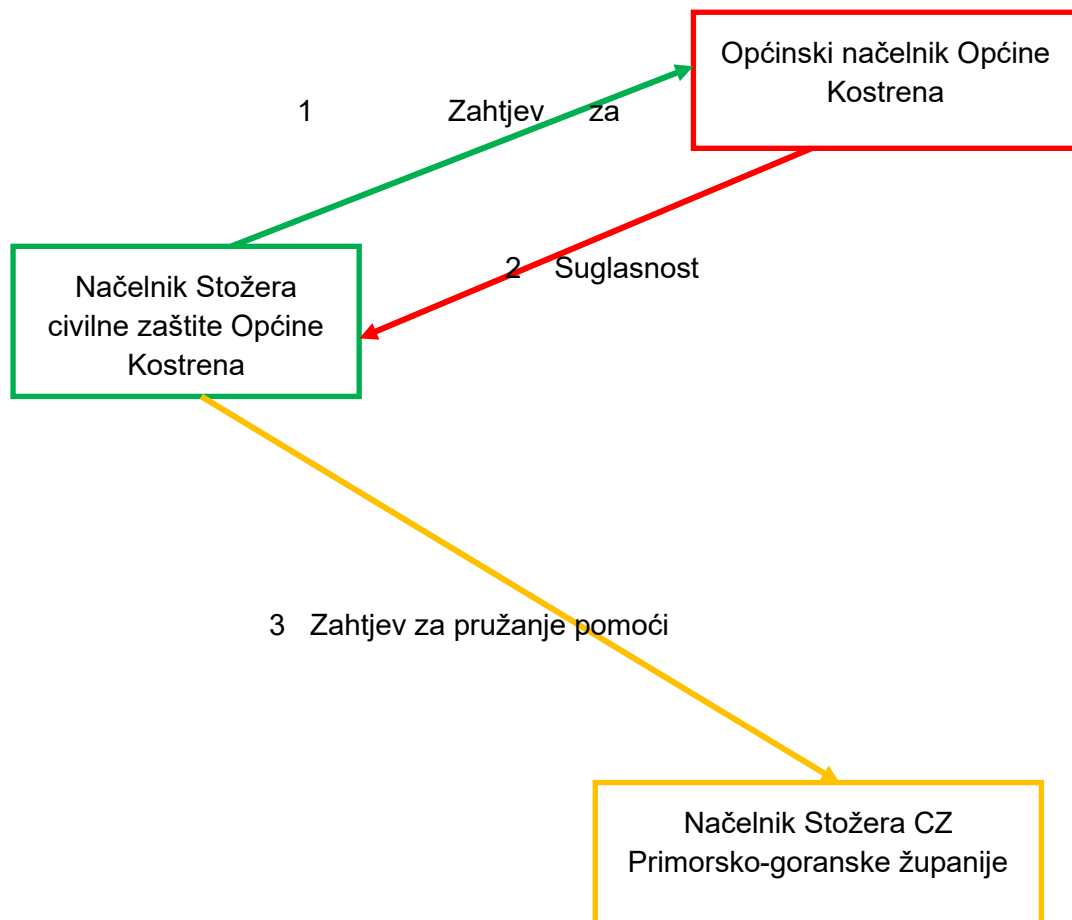 Općinski načelnik Općine
Kostrena
1 Zahtjev za
2 Suglasnost
Načelnik Stožera
civilne zaštite Općine
Kostrena
3 Zahtjev za pružanje pomoći
Načelnik Stožera CZ
Primorsko-goranske županije